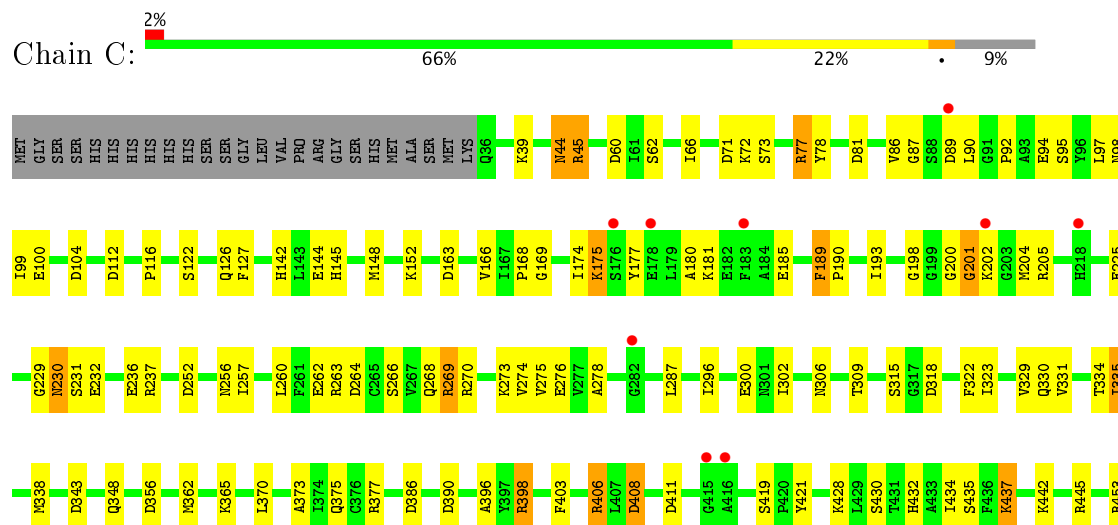 2%
Chain C:
66% 22% • 9%
MET GLY SER SER HIS HIS HIS HIS HIS HIS SER SER GLY LEU VAL PRO ARG GLY SER HIS MET ALA SER MET LYS Q36 K39 N44 R45 D60 I61 S62 I66 D71 K72 S73 R77 Y78 D81 V86 G87 S88 D89 L90 G91 P92 A93 E94 S95 Y96 L97 N98
I99 E100 D104 D112 P116 S122 Q126 F127 H142 L143 E144 H145 M148 K152 D163 V166 I167 P168 G169 I174 K175 S176 Y177 E178 L179 A180 K181 E182 F183 A184 E185 F189 P190 I193 G198 G199 G200 G201 K202 G203 M204 R205 H218
G229 N230 S231 E232 E236 R237 D252 N256 I257 L260 F261 E262 R263 D264 C265 S266 V267 Q268 R269 R270 K273 V274 V275 E276 V277 A278 G282 L287 I296 E300 N301 I302 N306 T309 S315 G317 D318 F322 I323 V329 Q330 V331 T334
M338 D343 Q348 D356 M362 K365 L370 A373 I374 Q375 C376 R377 D386 D390 A396 Y397 R398 F403 R406 L407 D408 D411 G415 A416 S419 P420 Y421 K428 L429 S430 T431 H432 A433 I434 S435 F436 K437 K442 R445